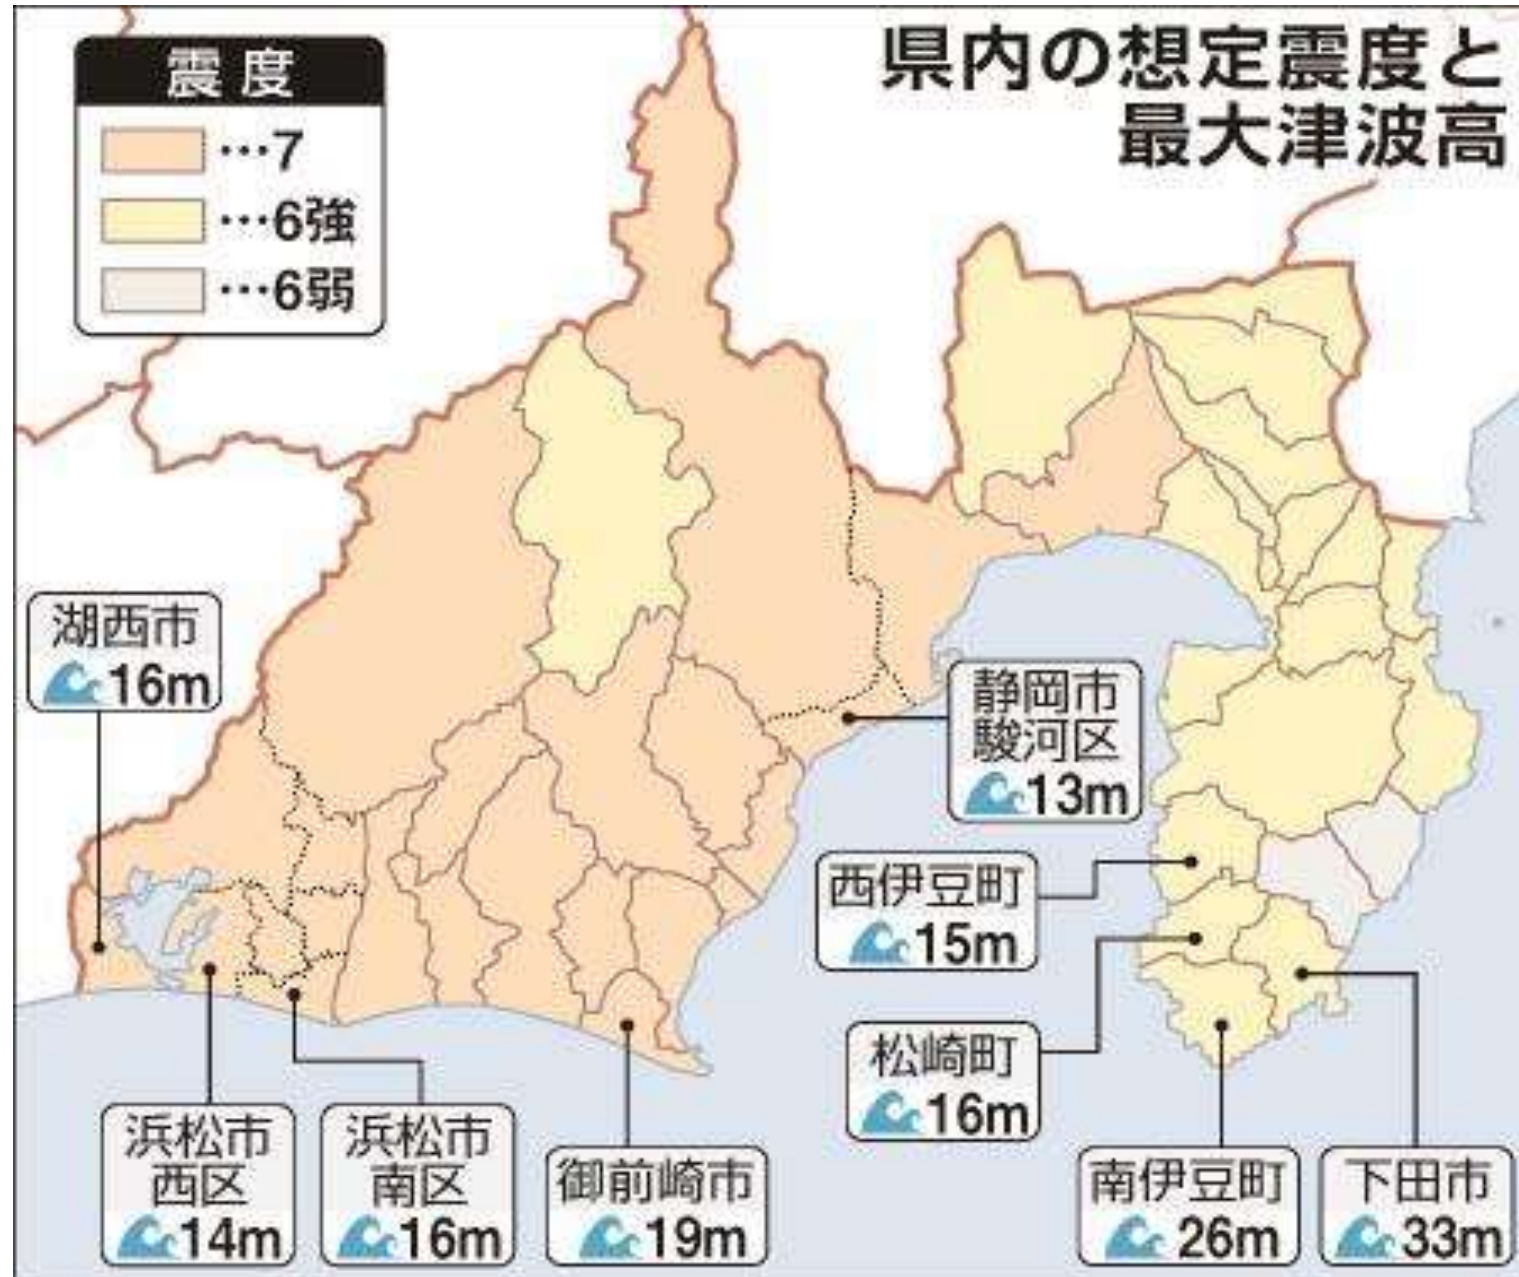 県内の想定震度と
最大津波高
震度
…7
…6強
…6弱
湖西市
16m
静岡市
駿河区
13m
西伊豆町
15m
松崎町
16m
浜松市
西区
14m
浜松市
南区
16m
御前崎市
19m
南伊豆町
26m
下田市
33m